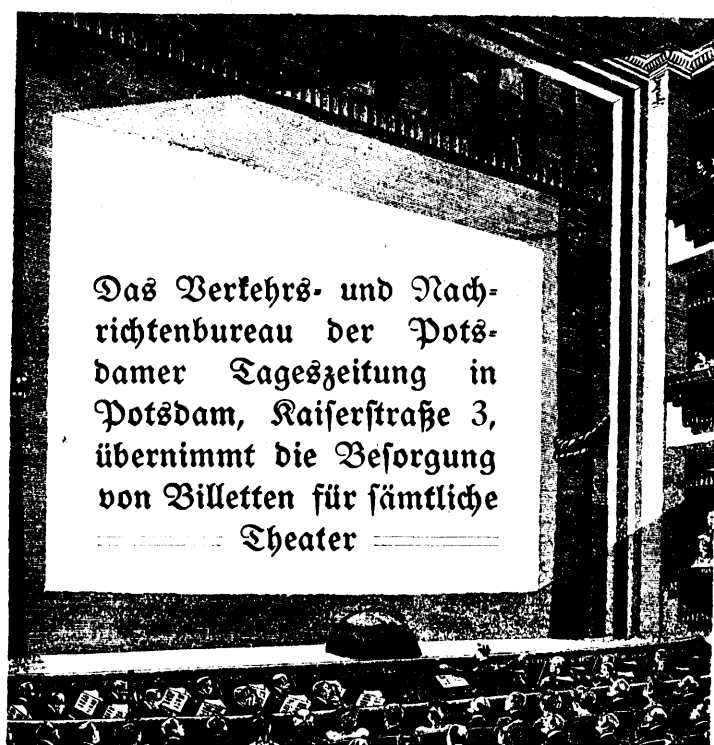 Das Verkehrs- und Nach-
richtenbureau der Pots-
damer Tageszeitung in
Potsdam, Kaiserstraße 3,
übernimmt die Besorgung
von Billetten für sämtliche
Theater